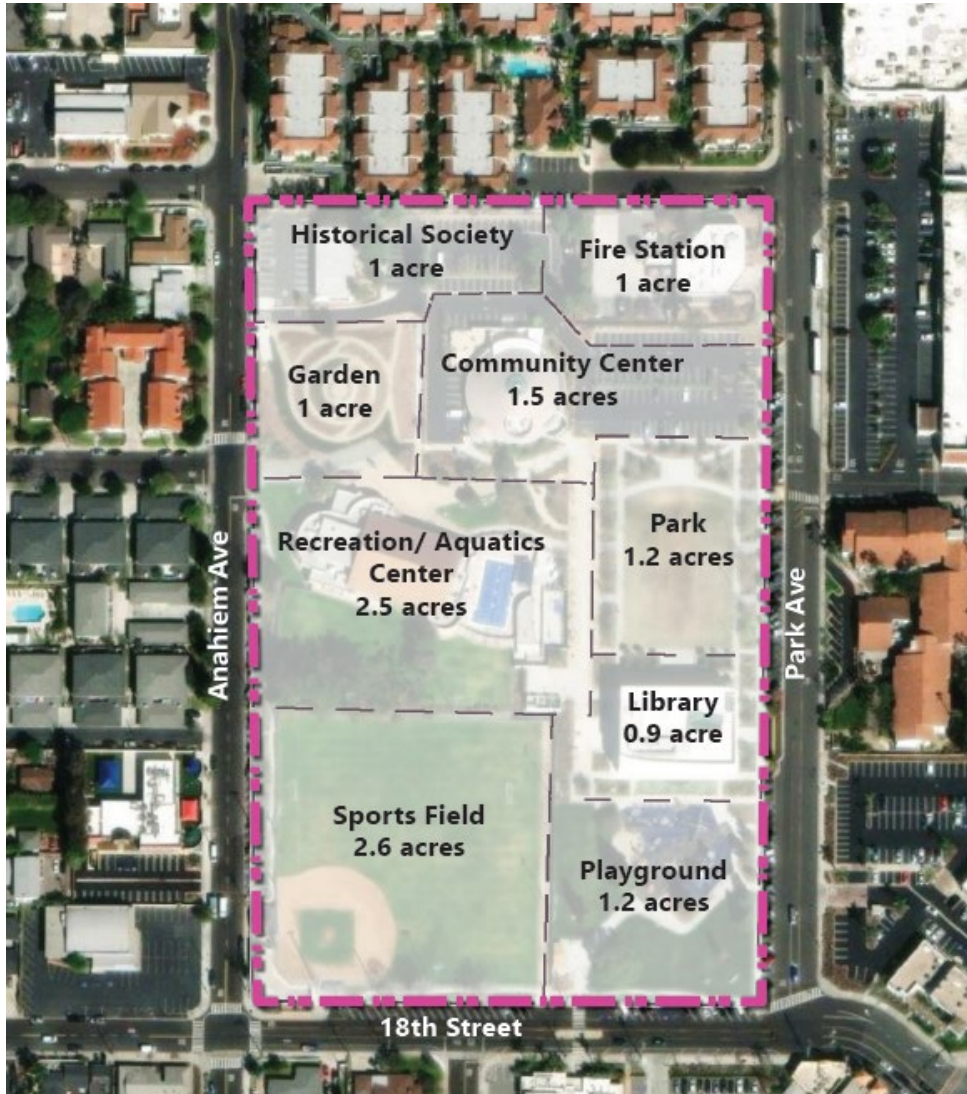 Historical Society
1 acre
Fire Station
1 acre
Garden
1 acre
Community Center
1.5 acres
Recreation/ Aquatics
Center
2.5 acres
Park
1.2 acres
Anahiem Ave
Park Ave
Library
0.9 acre
Sports Field
2.6 acres
Playground
1.2 acres
18th Street